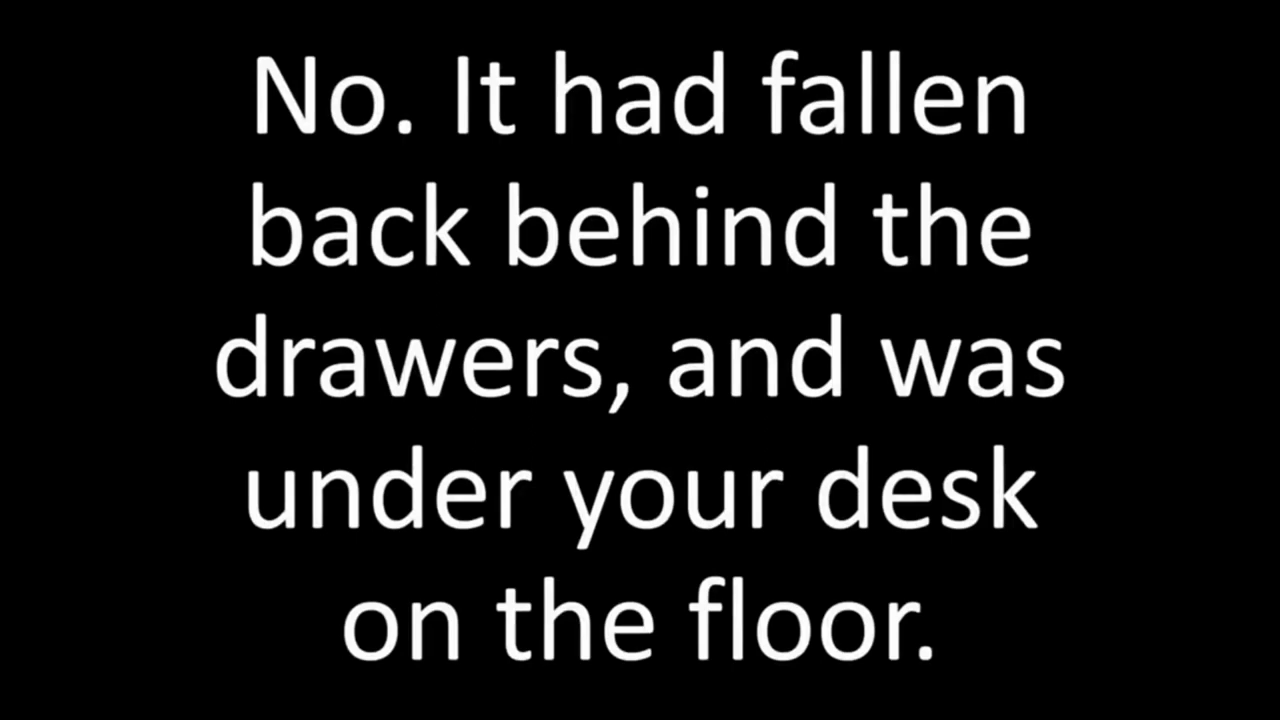 No. It had fallen
back behind the
drawers, and was
under your desk
on the floor.